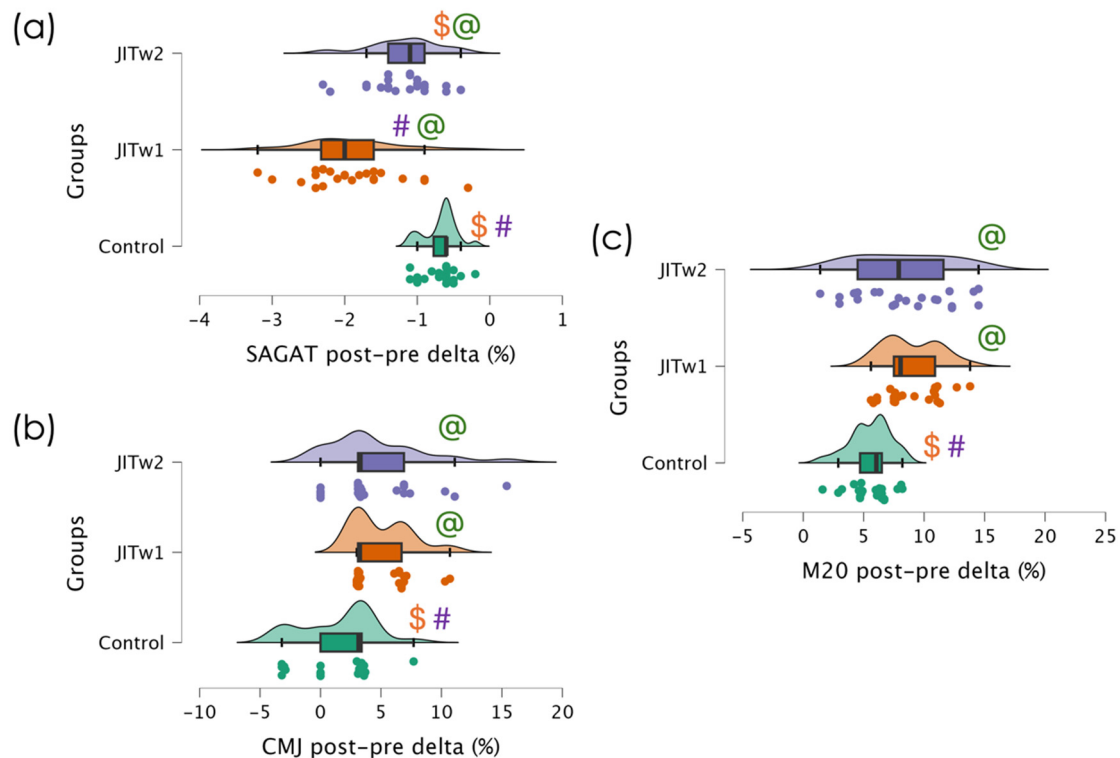 (a)
$@
JITw2
# @
JITw1
$ #
Control
Groups
-4 -3 -2 -1 0 1
SAGAT post-pre delta (%)
(b)
@
JITw2
@
JITw1
$ #
Control
Groups
-10 -5 0 5 10 15 20
CMJ post-pre delta (%)
(c)
@
JITw2
@
JITw1
$ #
Control
Groups
-5 0 5 10 15 20 25
M20 post-pre delta (%)